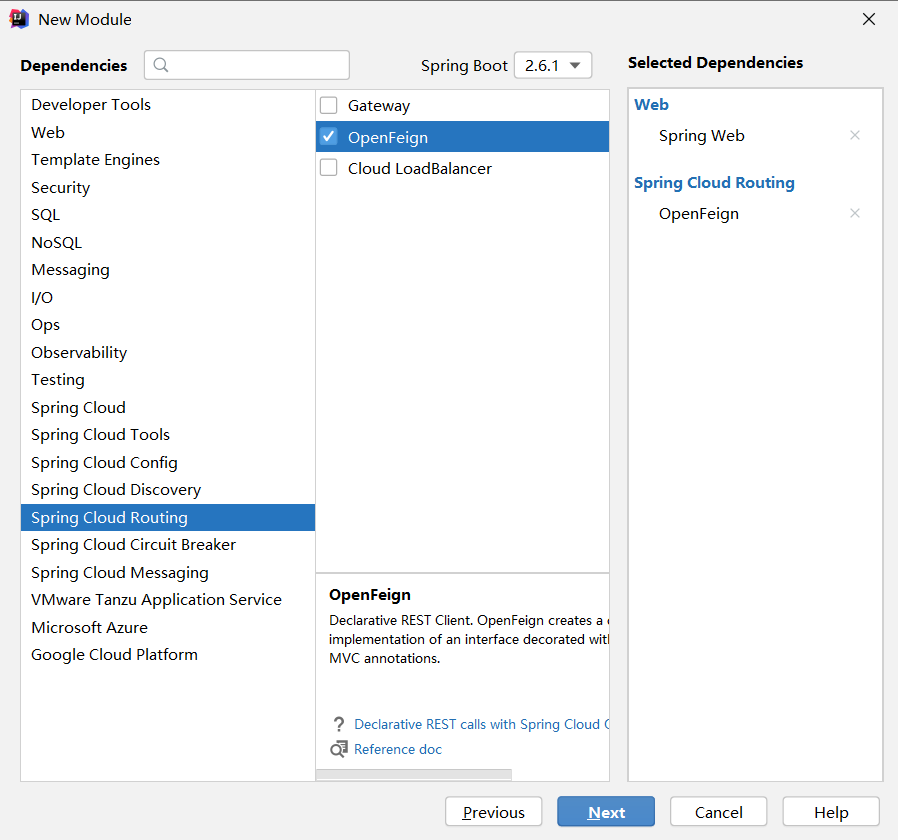 New Module
Dependencies
Spring Boot 2.6.1
Selected Dependencies
Developer Tools
Web
Template Engines
Security
SQL
NoSQL
Messaging
I/O
Ops
Observability
Testing
Spring Cloud
Spring Cloud Tools
Spring Cloud Config
Spring Cloud Discovery
Spring Cloud Routing
Spring Cloud Circuit Breaker
Spring Cloud Messaging
VMware Tanzu Application Service
Microsoft Azure
Google Cloud Platform
Gateway
OpenFeign
Cloud LoadBalancer
OpenFeign
Declarative REST Client. OpenFeign creates a
implementation of an interface decorated
MVC annotations.
Declarative REST calls with Spring Cloud
Reference doc
Web
Spring Web
Spring Cloud Routing
OpenFeign
Previous
Next
Cancel
Help